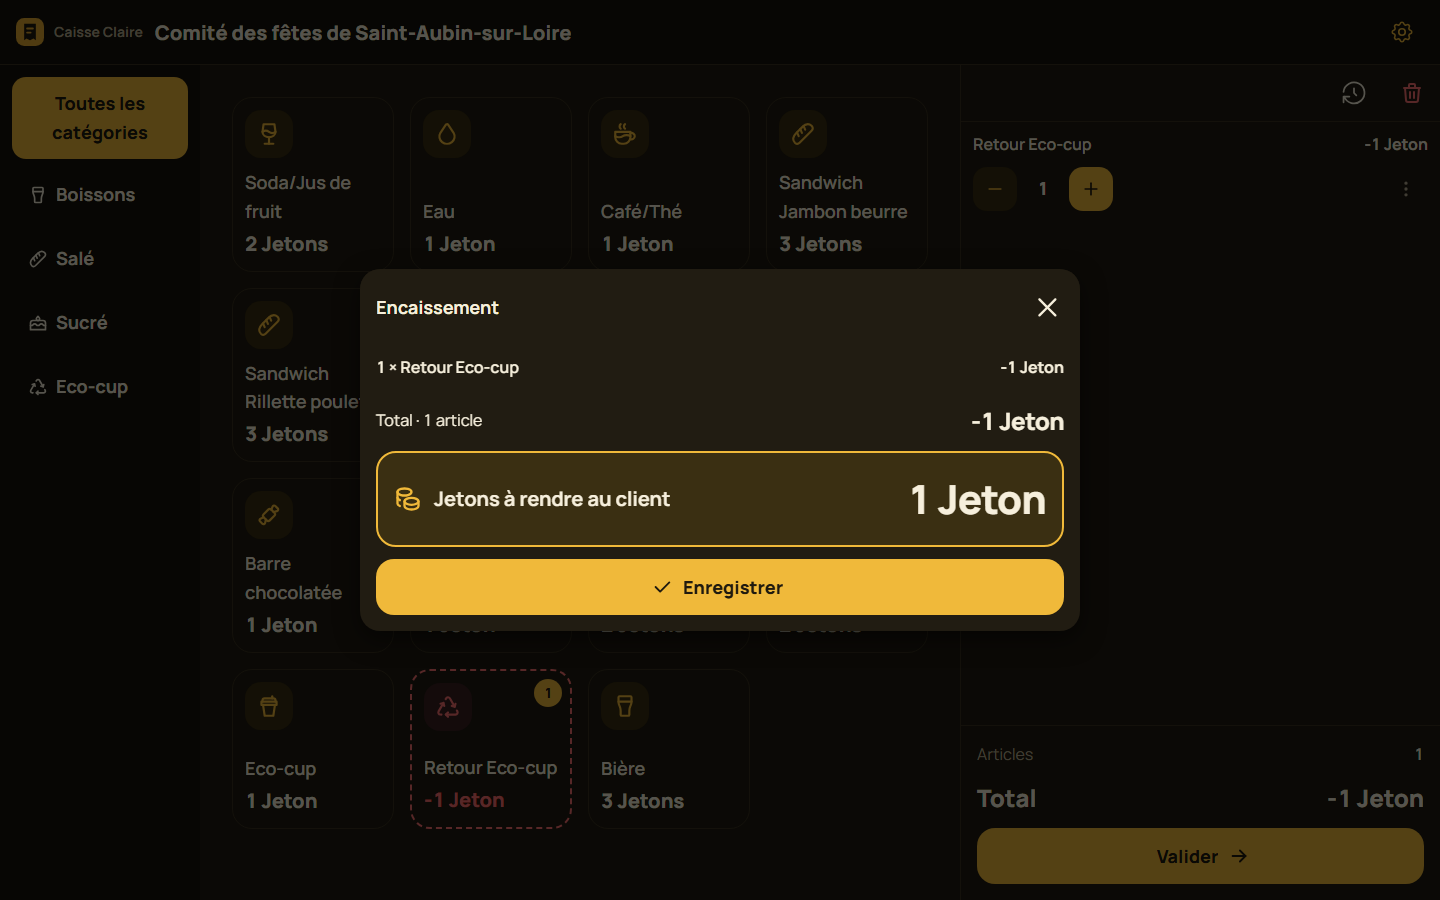 Caisse Claire Comité des fêtes de Saint-Aubin-sur-Loire
Toutes les
catégories
Boissons
Salé
Sucré
Eco-cup
Soda/Jus de
fruit
2 Jetons
Eau
1 Jeton
Café/Thé
1 Jeton
Sandwich
Jambon beurre
3 Jetons
Sandwich
Rillette poulet
3 Jetons
Barre
chocolatée
1 Jeton
Eco-cup
1 Jeton
1
Retour Eco-cup
-1 Jeton
Bière
3 Jetons
Encaissement
1 × Retour Eco-cup -1 Jeton
Total · 1 article -1 Jeton
Jetons à rendre au client 1 Jeton
Enregistrer
Retour Eco-cup -1 Jeton
1
Articles 1
Total -1 Jeton
Valider